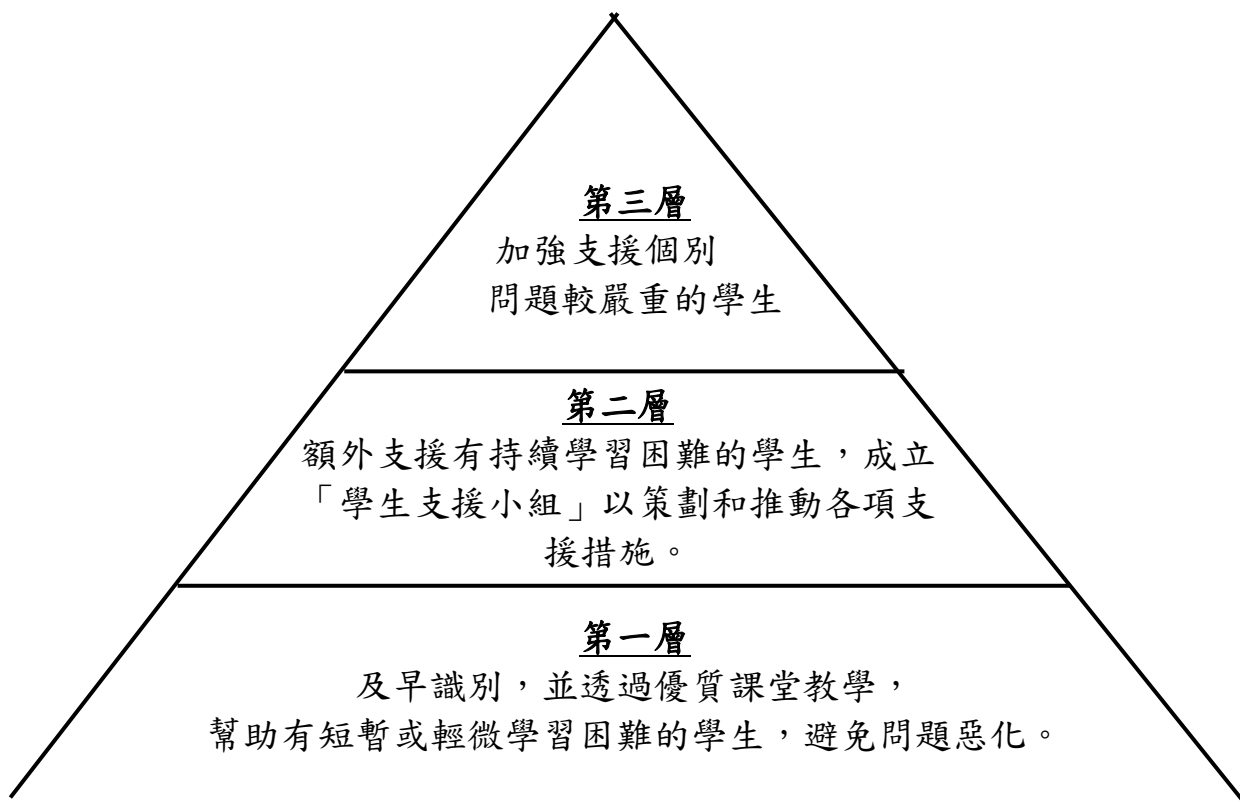 第三層
加強支援個別
問題較嚴重的學生
第二層
額外支援有持續學習困難的學生，成立
「學生支援小組」以策劃和推動各項支
援措施。
第一層
及早識別，並透過優質課堂教學，
幫助有短暫或輕微學習困難的學生，避免問題惡化。